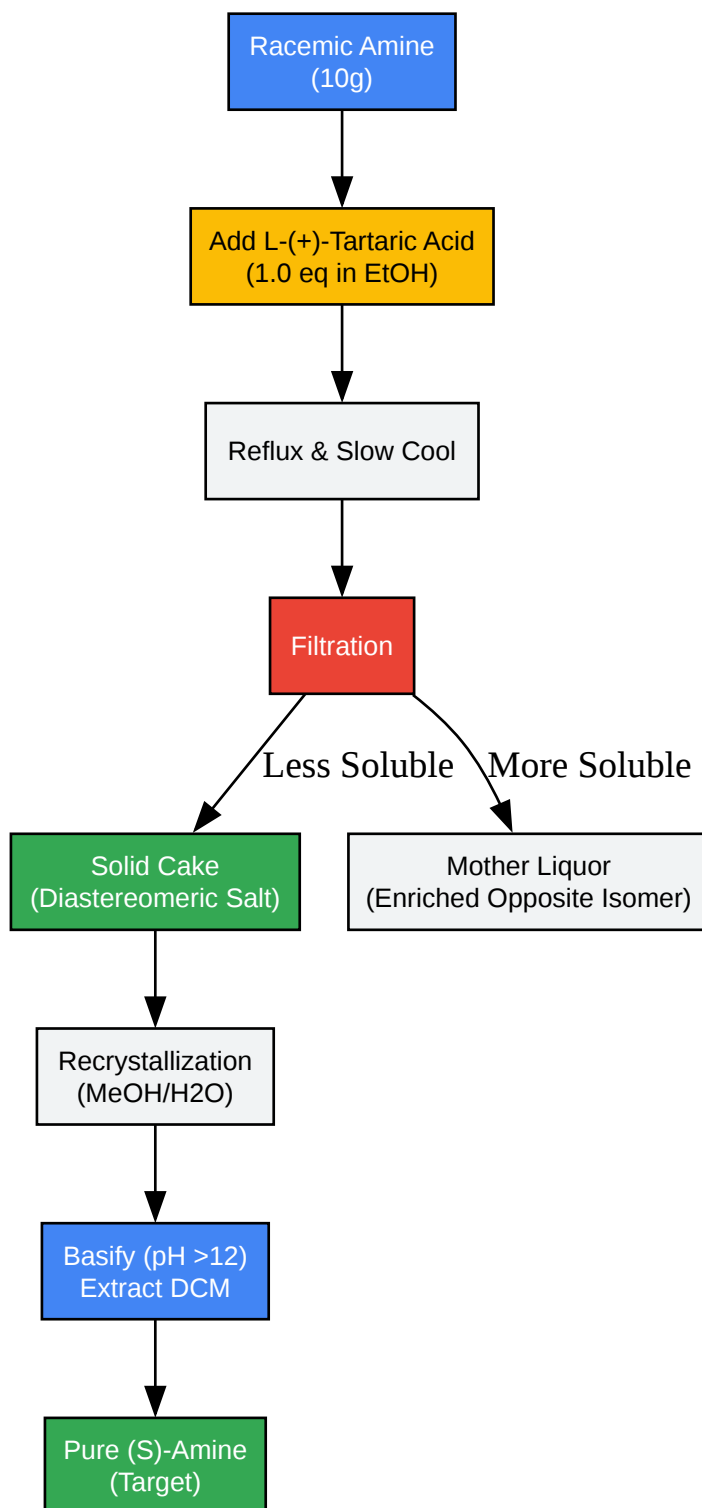 Racemic Amine
(10g)
Add L-(+)-Tartaric Acid
(1.0 eq in EtOH)
Reflux & Slow Cool
Filtration
Less Soluble
More Soluble
Solid Cake
(Diastereomeric Salt)
Mother Liquor
(Enriched Opposite Isomer)
Recrystallization
(MeOH/H2O)
Basify (pH >12)
Extract DCM
Pure (S)-Amine
(Target)